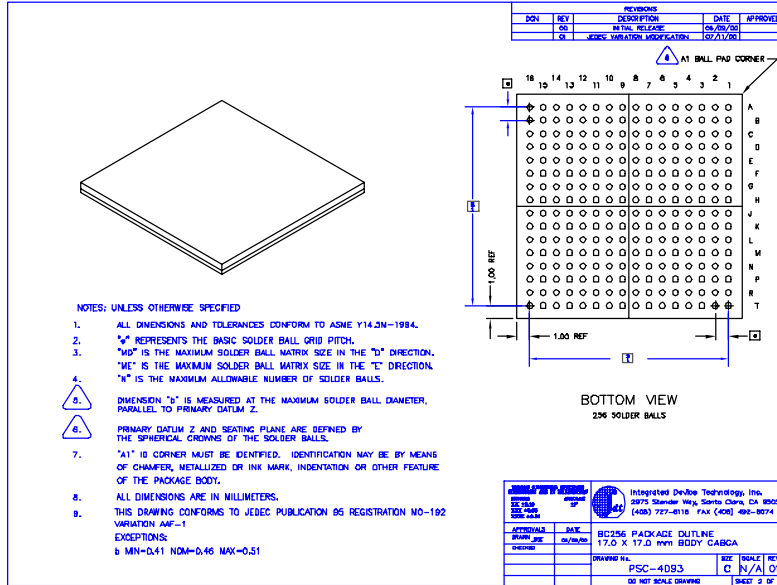 REVISIONS
DCN REV DESCRIPTION DATE APPROVED
00 INITIAL RELEASE 06/09/00
01 JEDEC VARIATION MODIFICATION 07/11/00
A1 BALL PAD CORNER
16 14 12 10 8 6 4 2
15 13 11 9 7 5 3 1
e
A
B
C
D
E
F
G
H
J
K
L
M
N
P
R
T
1.00 REF
1.00 REF
e
BOTTOM VIEW
256 SOLDER BALLS
NOTES: UNLESS OTHERWISE SPECIFIED
1. ALL DIMENSIONS AND TOLERANCES CONFORM TO ASME Y14.5M-1994.
2. "e" REPRESENTS THE BASIC SOLDER BALL GRID PITCH.
3. "MD" IS THE MAXIMUM SOLDER BALL MATRIX SIZE IN THE "D" DIRECTION.
"ME" IS THE MAXIMUM SOLDER BALL MATRIX SIZE IN THE "E" DIRECTION.
4. "N" IS THE MAXIMUM ALLOWABLE NUMBER OF SOLDER BALLS.
5. DIMENSION "b" IS MEASURED AT THE MAXIMUM SOLDER BALL DIAMETER,
PARALLEL TO PRIMARY DATUM Z.
6. PRIMARY DATUM Z AND SEATING PLANE ARE DEFINED BY
THE SPHERICAL CROWNS OF THE SOLDER BALLS.
7. "A1" ID CORNER MUST BE IDENTIFIED. IDENTIFICATION MAY BE BY MEANS
OF CHAMFER, METALLIZED OR INK MARK, INDENTATION OR OTHER FEATURE
OF THE PACKAGE BODY.
8. ALL DIMENSIONS ARE IN MILLIMETERS.
9. THIS DRAWING CONFORMS TO JEDEC PUBLICATION 95 REGISTRATION MO-192
VARIATION AAF-1
EXCEPTIONS:
b MIN=0.41 NOM=0.46 MAX=0.51
Integrated Device Technology, Inc.
2975 Stender Way, Santa Clara, CA
(408) 727-6116 FAX (408) 492-8674
APPROVALS DATE
DRAWN
CHECKED
BC256 PACKAGE OUTLINE
17.0 X 17.0 mm BODY CABGA
SIZE SCALE REV
DRAWING No. PSC-4093 C N/A
DO NOT SCALE DRAWING SHEET 2 OF